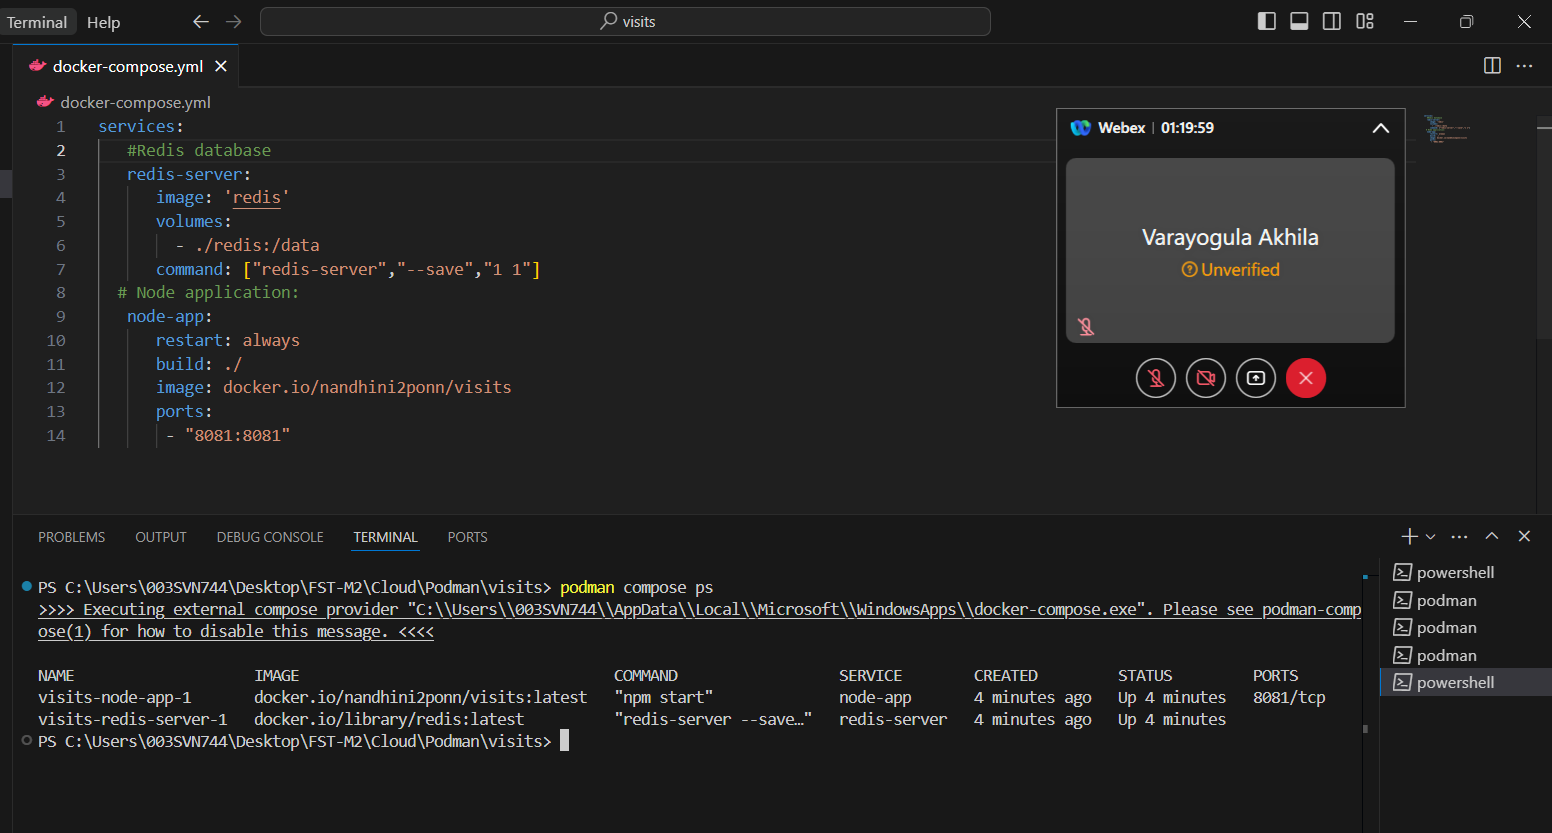 Terminal Help visits
docker-compose.yml
docker-compose.yml
1 services:
2 #Redis database
3 redis-server:
4 image: 'redis'
5 volumes:
6 - ./redis:/data
7 command: ["redis-server","--save","1 1"]
8 # Node application:
9 node-app:
10 restart: always
11 build: ./
12 image: docker.io/nandhini2ponn/visits
13 ports:
14 - "8081:8081"
Webex | 01:19:59
Varayogula Akhila
Unverified
PROBLEMS OUTPUT DEBUG CONSOLE TERMINAL PORTS
PS C:\Users\003SVN744\Desktop\FST-M2\Cloud\Podman\visits> podman compose ps
>>>> Executing external compose provider "C:\\Users\\003SVN744\\AppData\\Local\\Microsoft\\WindowsApps\\docker-compose.exe". Please see podman-comp
ose(1) for how to disable this message. <<<<
NAME IMAGE COMMAND SERVICE CREATED STATUS PORTS
visits-node-app-1 docker.io/nandhini2ponn/visits:latest "npm start" node-app 4 minutes ago Up 4 minutes 8081/tcp
visits-redis-server-1 docker.io/library/redis:latest "redis-server --save…" redis-server 4 minutes ago Up 4 minutes
PS C:\Users\003SVN744\Desktop\FST-M2\Cloud\Podman\visits>
powershell
podman
podman
podman
powershell